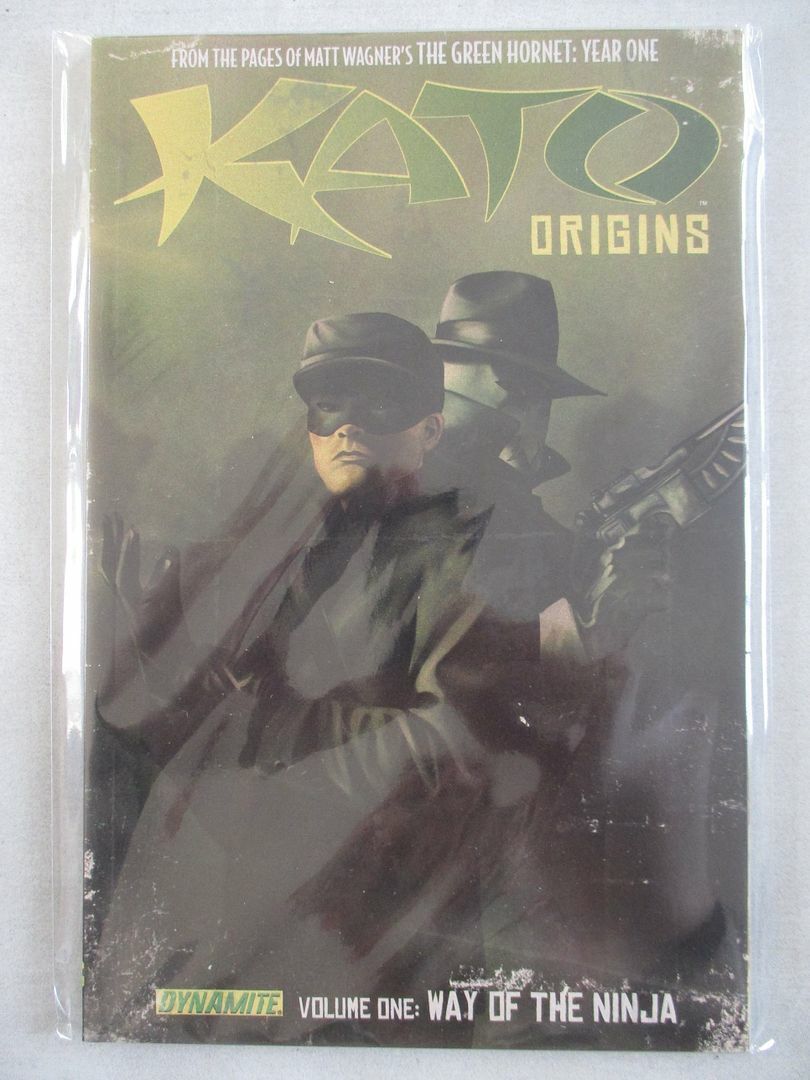 FROM THE PAGES OF MATT WAGNER'S THE GREEN HORNET: YEAR ONE
KATO
TM
ORIGINS
DYNAMITE.
VOLUME ONE: WAY OF THE NINJA